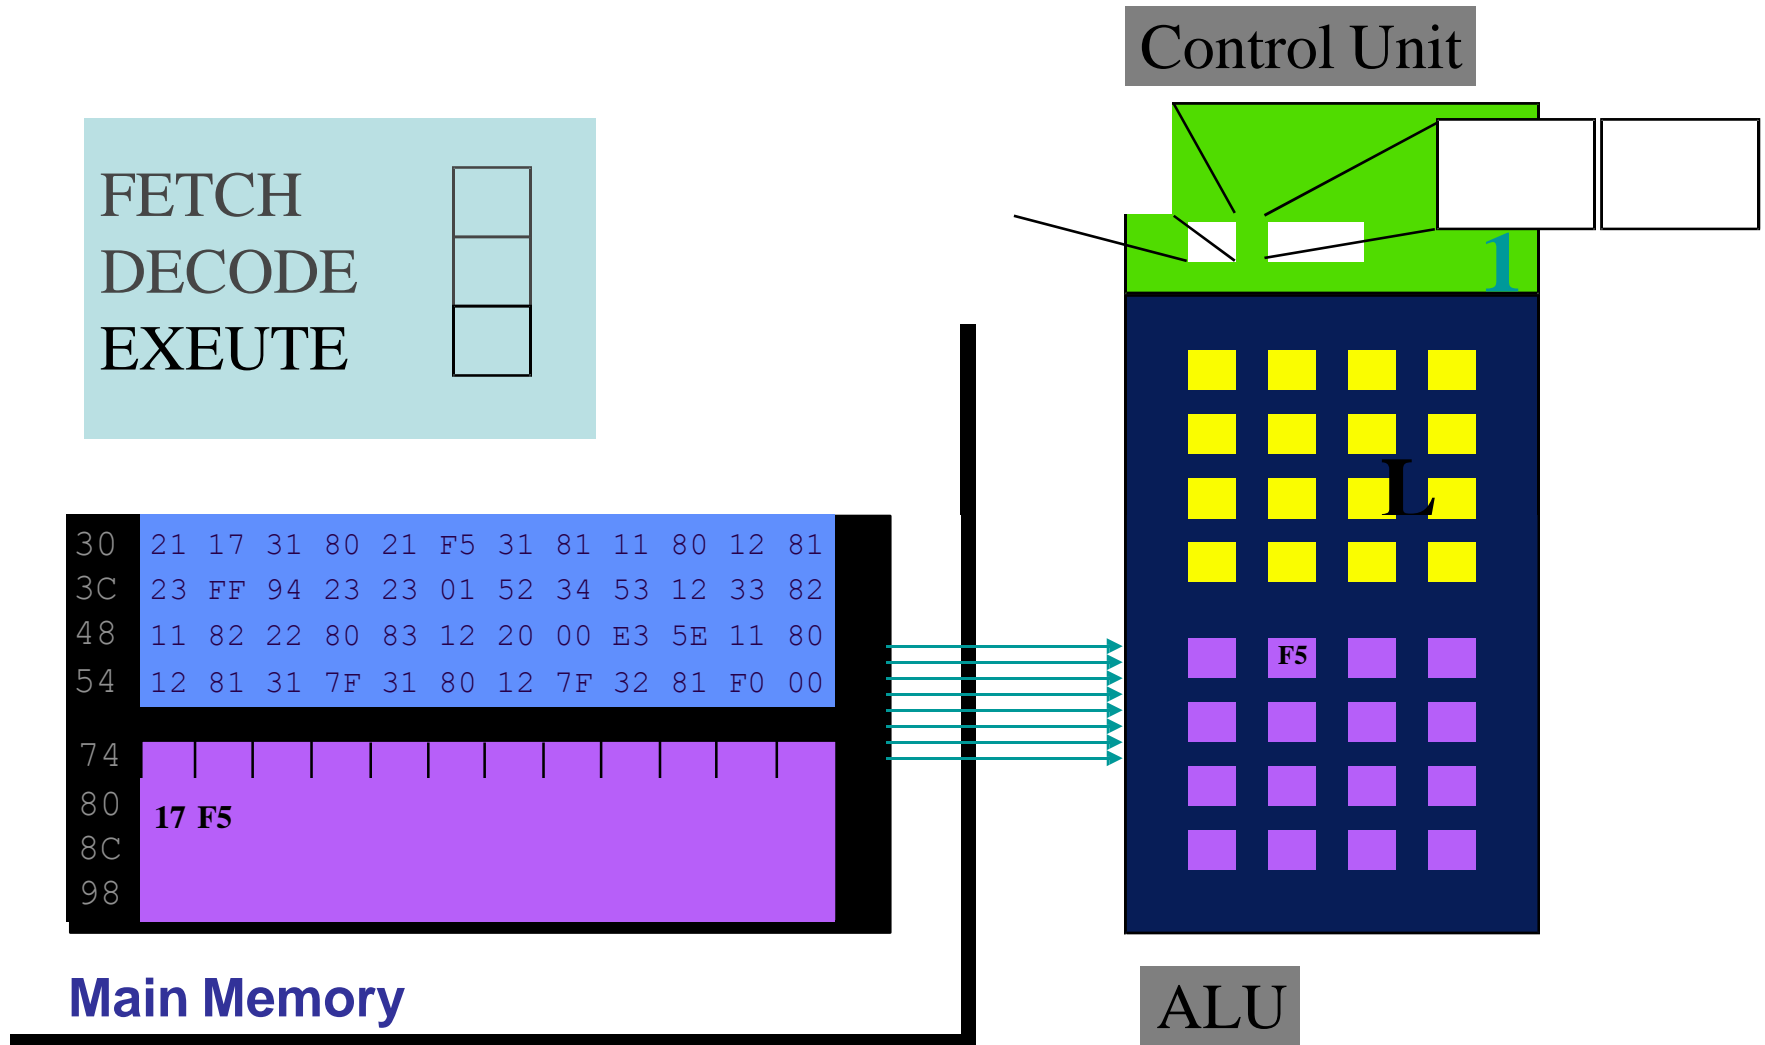 Control Unit
FETCH
DECODE
EXEUTE
1
L
30 21 17 31 80 21 F5 31 81 11 80 12 81
3C 23 FF 94 23 23 01 52 34 53 12 33 82
48 11 82 22 80 83 12 20 00 E3 5E 11 80
54 12 81 31 7F 31 80 12 7F 32 81 F0 00
F5
74
80 17 F5
8C
98
Main Memory
ALU